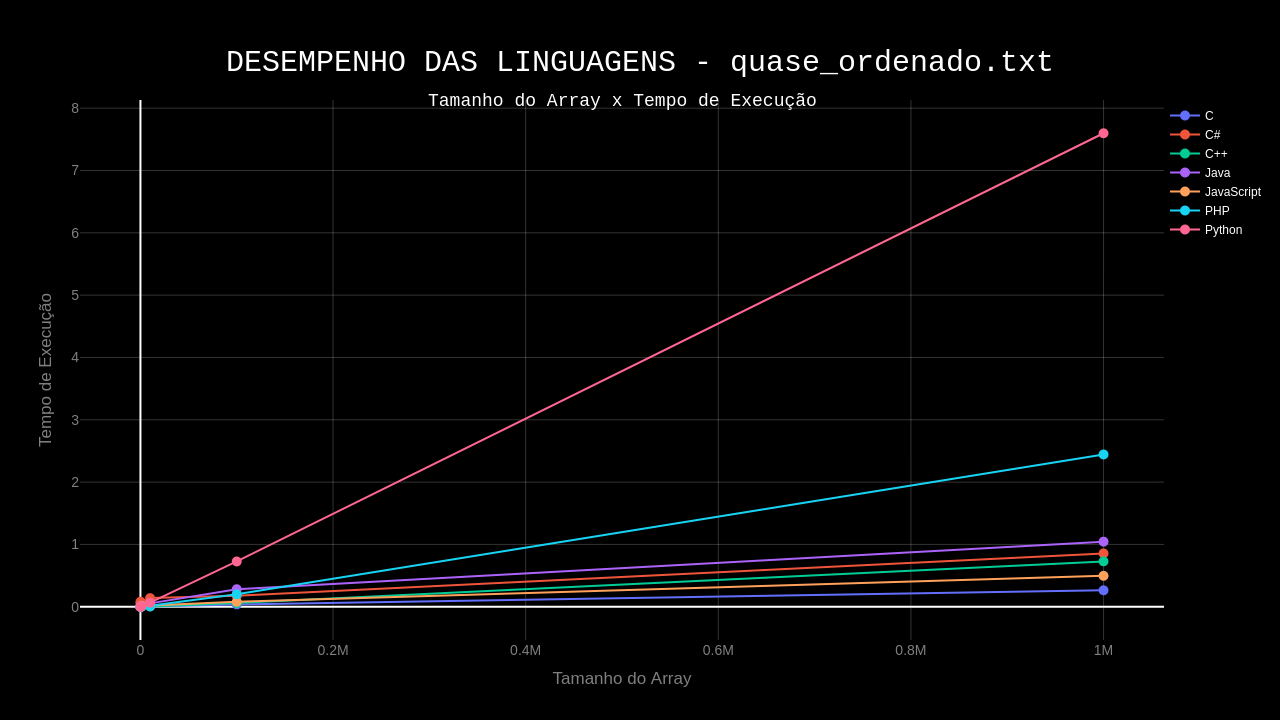 DESEMPENHO DAS LINGUAGENS - quase_ordenado.txt
Tamanho do Array x Tempo de Execução
8
7
6
5
4
3
2
1
0
Tempo de Execução
0
0.2M
0.4M
0.6M
0.8M
1M
Tamanho do Array
C
C#
C++
Java
JavaScript
PHP
Python